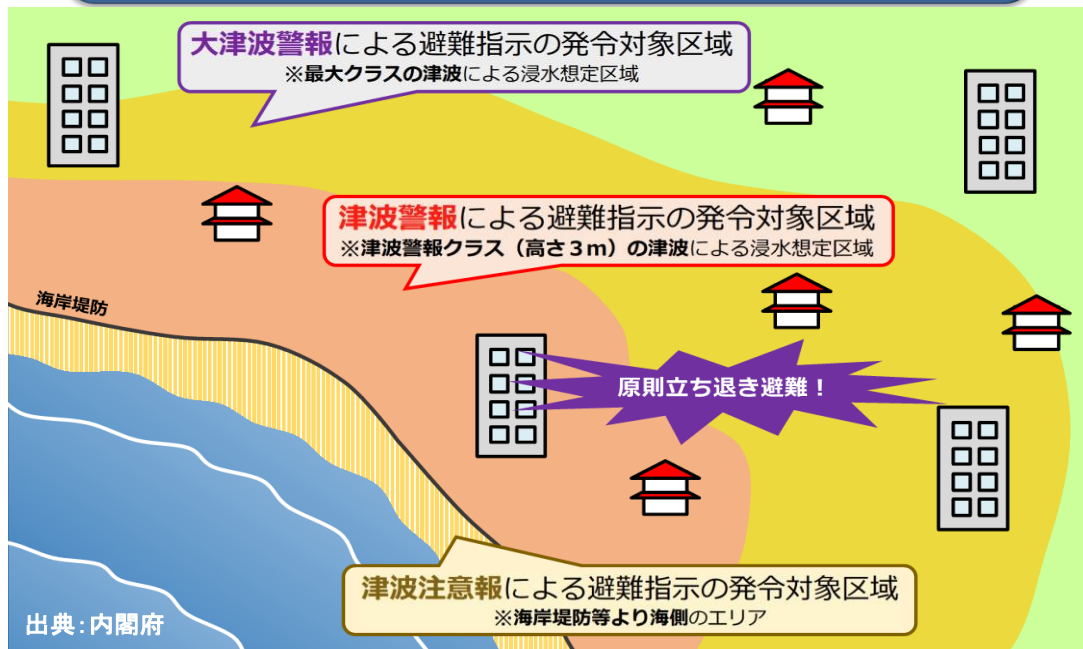 大津波警報による避難指示の発令対象区域
※最大クラスの津波による浸水想定区域
津波警報による避難指示の発令対象区域
※津波警報クラス（高さ３ｍ）の津波による浸水想定区域
海岸堤防
原則立ち退き避難！
津波注意報による避難指示の発令対象区域
※海岸堤防等より海側のエリア
出典：内閣府